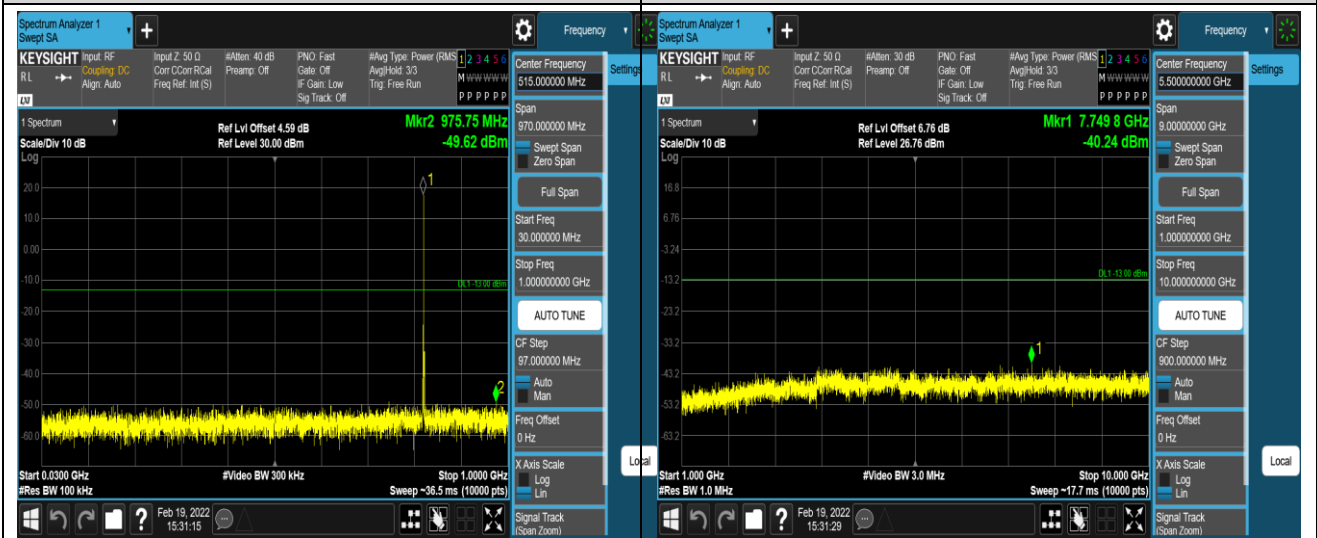 Spectrum Analyzer 1
Swept SA
+
Frequency
KEYSIGHT
Input: RF
Coupling: DC
Align: Auto
Input Z: 50 Ω
Corr CCorr RCal
Freq Ref: Int (S)
#Atten: 40 dB
Preamp: Off
PNO: Fast
Gate: Off
IF Gain: Low
Sig Track: Off
#Avg Type: Power (RMS
Avg|Hold: 3/3
Trig: Free Run
1 2 3 4 5 6
M W W W W W
P P P P P P
RL
LXI
Center Frequency
515.000000 MHz
Settings
Span
970.000000 MHz
Swept Span
Zero Span
Full Span
Start Freq
30.000000 MHz
Stop Freq
1.000000000 GHz
AUTO TUNE
CF Step
97.000000 MHz
Auto
Man
Freq Offset
0 Hz
X Axis Scale
Log
Lin
Signal Track
(Span Zoom)
Local
1 Spectrum
Scale/Div 10 dB
Log
Ref Lvl Offset 4.59 dB
Ref Level 30.00 dBm
Mkr2 975.75 MHz
-49.62 dBm
1
20.0
10.0
0.00
-10.0
DL1 -13.00 dBm
-20.0
-30.0
-40.0
2
-50.0
-60.0
Start 0.0300 GHz
#Res BW 100 kHz
#Video BW 300 kHz
Stop 1.0000 GHz
Sweep ~36.5 ms (10000 pts)
?
Feb 19, 2022
15:31:15
Spectrum Analyzer 1
Swept SA
+
Frequency
KEYSIGHT
Input: RF
Coupling: DC
Align: Auto
Input Z: 50 Ω
Corr CCorr RCal
Freq Ref: Int (S)
#Atten: 30 dB
Preamp: Off
PNO: Fast
Gate: Off
IF Gain: Low
Sig Track: Off
#Avg Type: Power (RMS
Avg|Hold: 3/3
Trig: Free Run
1 2 3 4 5 6
M W W W W W
P P P P P P
RL
LXI
Center Frequency
5.500000000 GHz
Settings
Span
9.00000000 GHz
Swept Span
Zero Span
Full Span
Start Freq
1.000000000 GHz
Stop Freq
10.000000000 GHz
AUTO TUNE
CF Step
900.000000 MHz
Auto
Man
Freq Offset
0 Hz
X Axis Scale
Log
Lin
Signal Track
(Span Zoom)
Local
1 Spectrum
Scale/Div 10 dB
Log
Ref Lvl Offset 6.76 dB
Ref Level 26.76 dBm
Mkr1 7.749 8 GHz
-40.24 dBm
16.8
6.76
-3.24
-13.2
DL1 -13.00 dBm
-23.2
-33.2
1
-43.2
-53.2
-63.2
Start 1.000 GHz
#Res BW 1.0 MHz
#Video BW 3.0 MHz
Stop 10.000 GHz
Sweep ~17.7 ms (10000 pts)
?
Feb 19, 2022
15:31:29